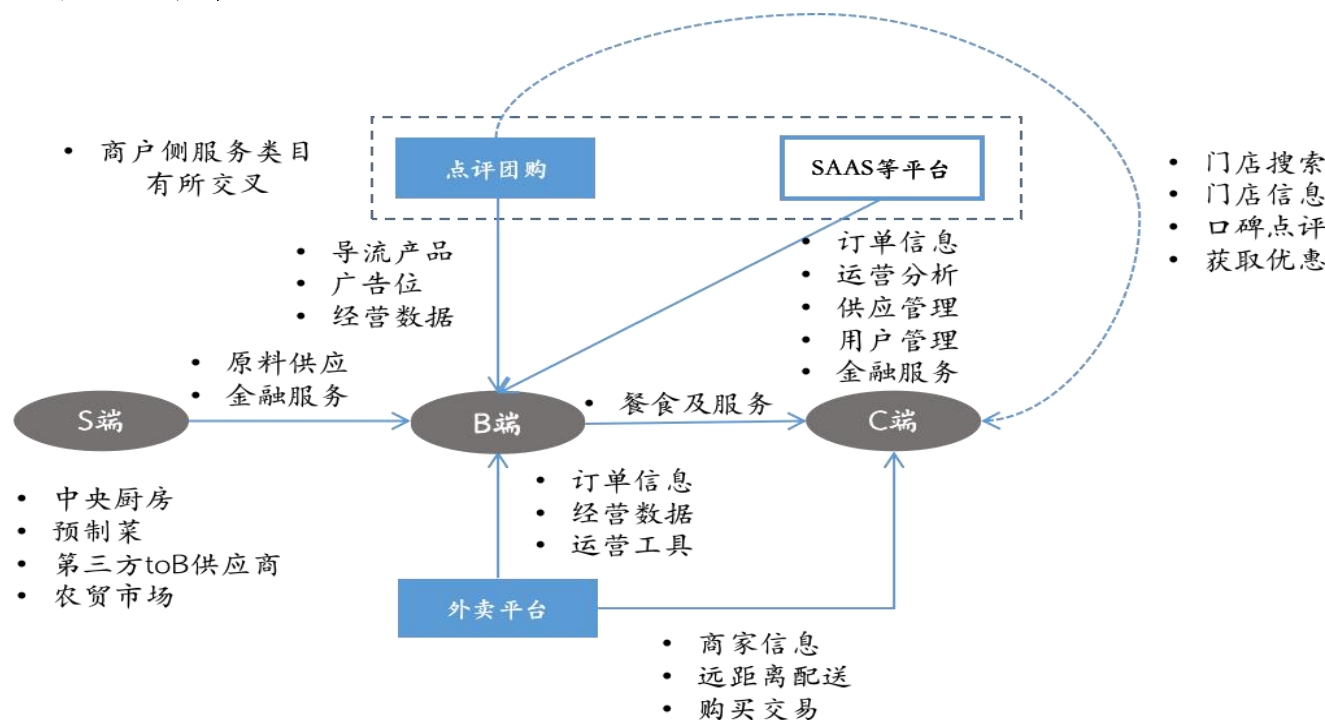 • 商户侧服务类目
有所交叉
点评团购
SAAS等平台
• 门店搜索
• 门店信息
• 口碑点评
• 获取优惠
• 导流产品
• 广告位
• 经营数据
• 订单信息
• 运营分析
• 供应管理
• 用户管理
• 金融服务
• 原料供应
• 金融服务
S端
B端
• 餐食及服务
C端
• 中央厨房
• 预制菜
• 第三方toB供应商
• 农贸市场
• 订单信息
• 经营数据
• 运营工具
外卖平台
• 商家信息
• 远距离配送
• 购买交易